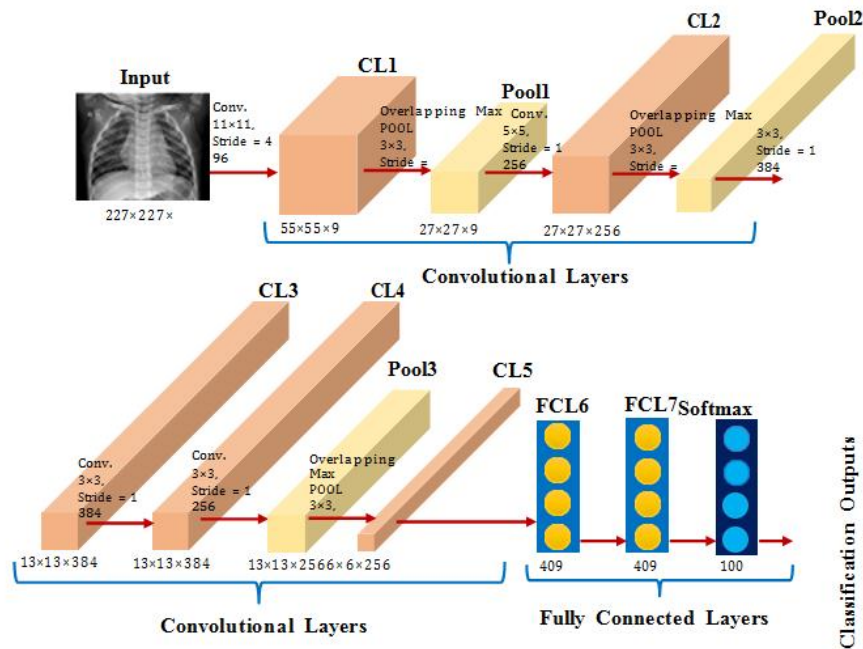 Input
Conv.
11×11,
Stride = 4
96
227×227×
CL1
Overlapping Max
POOL
3×3,
Stride =
55×55×9
Pool1
Conv.
5×5,
Stride = 1
256
27×27×9
CL2
Overlapping Max
POOL
3×3,
Stride =
27×27×256
Pool2
3×3,
Stride = 1
384
Convolutional Layers
CL3
Conv.
3×3,
Stride = 1
384
13×13×384
CL4
Conv.
3×3,
Stride = 1
256
13×13×384
Pool3
Overlapping
Max
POOL
3×3,
13×13×256
CL5
6×6×256
Convolutional Layers
FCL6
409
FCL7
409
Softmax
100
Fully Connected Layers
Classification Outputs